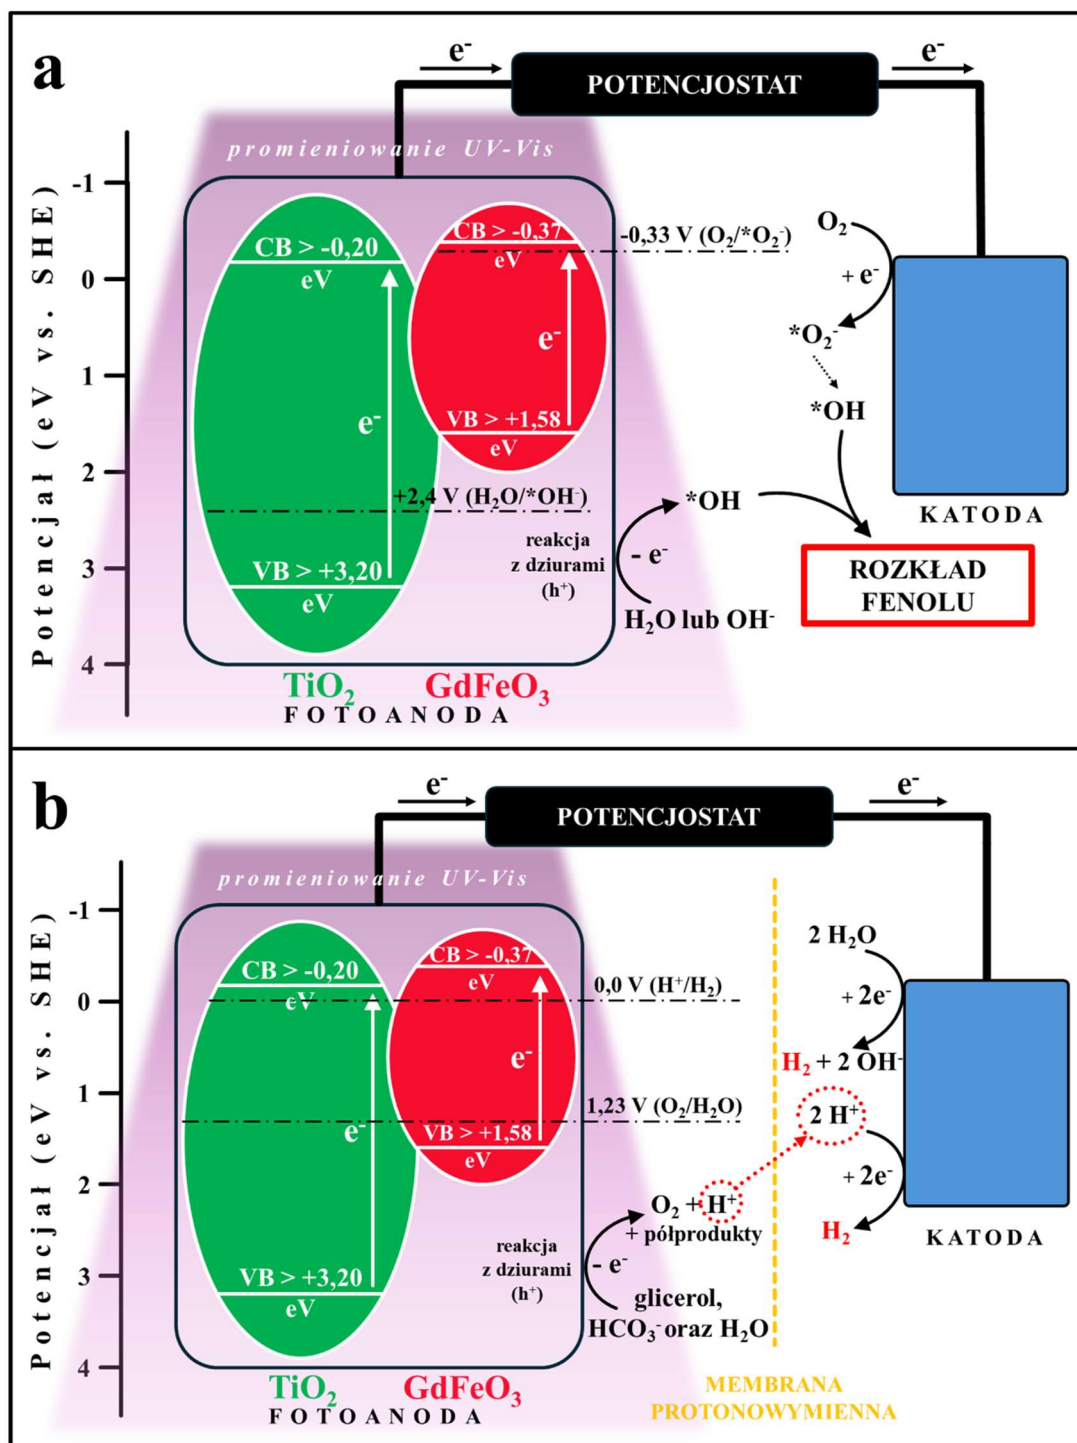 a
e⁻
e⁻
POTENCJOSTAT
promieniowanie UV-Vis
Potencjał (eV vs. SHE)
-1
0
1
2
3
4
CB > -0,20
eV
CB > -0,37
eV
-0,33 V (O₂/*O₂⁻)
e⁻
e⁻
VB > +1,58
eV
+2,4 V (H₂O/*OH⁻)
VB > +3,20
eV
reakcja
z dziurami
(h⁺)
- e⁻
*OH
H₂O lub OH⁻
O₂
+ e⁻
*O₂⁻
*OH
KATODA
ROZKŁAD
FENOLU
TiO₂
GdFeO₃
FOTOANODA
b
e⁻
e⁻
POTENCJOSTAT
promieniowanie UV-Vis
Potencjał (eV vs. SHE)
-1
0
1
2
3
4
CB > -0,20
eV
CB > -0,37
eV
0,0 V (H⁺/H₂)
e⁻
e⁻
1,23 V (O₂/H₂O)
VB > +1,58
eV
VB > +3,20
eV
reakcja
z dziurami
(h⁺)
- e⁻
O₂ + H⁺
+ półprodukty
glicerol,
HCO₃⁻ oraz H₂O
2 H₂O
+ 2e⁻
H₂ + 2 OH⁻
2 H⁺
+ 2e⁻
H₂
KATODA
MEMBRANA
PROTONOWYMIENNA
TiO₂
GdFeO₃
FOTOANODA